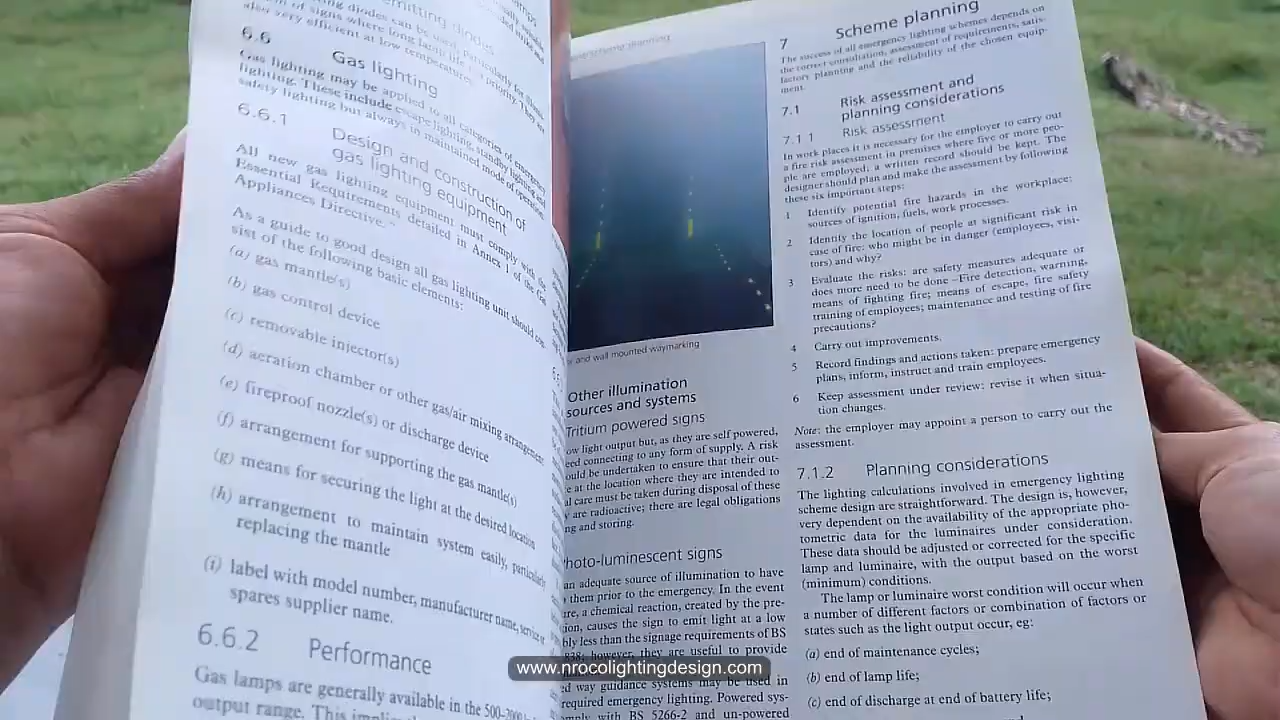 emitting diodes
6.6
Gas lighting
Gas lighting may be applied to all categories of emergency
lighting. These include escape lighting, standby lighting and
safety lighting but always in maintained mode of operation.
6.6.1
Design and construction of
gas lighting equipment
All new gas lighting equipment must comply with the
Essential Requirements detailed in Annex 1 of the Gas
Appliances Directive.
As a guide to good design all gas lighting unit should con-
sist of the following basic elements:
(a) gas mantle(s)
(b) gas control device
(c) removable injector(s)
(d) aeration chamber or other gas/air mixing arrangement
(e) fireproof nozzle(s) or discharge device
(f) arrangement for supporting the gas mantle(s)
(g) means for securing the light at the desired location
(h) arrangement to maintain system easily, particularly
replacing the mantle
(i) label with model number, manufacturer name,
spares supplier name.
6.6.2 Performance
Gas lamps are generally available in the
output range. This
and wall mounted waymarking
Other illumination
sources and systems
Tritium powered signs
ow light output but, as they are self powered,
eed connecting to any form of supply. A risk
ould be undertaken to ensure that their out-
e at the location where they are intended to
l care must be taken during disposal of these
y are radioactive; there are legal obligations
ng and storing.
hoto-luminescent signs
an adequate source of illumination to have
them prior to the emergency. In the event
re, a chemical reaction, created by the pre-
ion, causes the sign to emit light at a low
bly less than the signage requirements of BS
838; however, they are useful to provide
ed way guidance systems may be used in
required emergency lighting. Powered sys-
mply with BS 5266-2 and un-powered
7 Scheme planning
The success of all emergency lighting schemes depends on
the correct consultation, assessment of requirements, satis-
factory planning and the reliability of the chosen equip-
ment.
7.1 Risk assessment and
planning considerations
7.1.1 Risk assessment
In work places it is necessary for the employer to carry out
a fire risk assessment in premises where five or more peo-
ple are employed; a written record should be kept. The
designer should plan and make the assessment by following
these six important steps:
1 Identify potential fire hazards in the workplace:
sources of ignition, fuels, work processes.
2 Identify the location of people at significant risk in
case of fire: who might be in danger (employees, visi-
tors) and why?
3 Evaluate the risks: are safety measures adequate or
does more need to be done – Fire detection, warning,
means of fighting fire; means of escape, fire safety
training of employees; maintenance and testing of fire
precautions?
4 Carry out improvements.
5 Record findings and actions taken: prepare emergency
plans, inform, instruct and train employees.
6 Keep assessment under review: revise it when situa-
tion changes.
Note: the employer may appoint a person to carry out the
assessment.
7.1.2 Planning considerations
The lighting calculations involved in emergency lighting
scheme design are straightforward. The design is, however,
very dependent on the availability of the appropriate pho-
tometric data for the luminaires under consideration.
These data should be adjusted or corrected for the specific
lamp and luminaire, with the output based on the worst
(minimum) conditions.
The lamp or luminaire worst condition will occur when
a number of different factors or combination of factors or
states such as the light output occur, eg:
(a) end of maintenance cycles;
(b) end of lamp life;
(c) end of discharge at end of battery life;
www.nrocolightingdesign.com